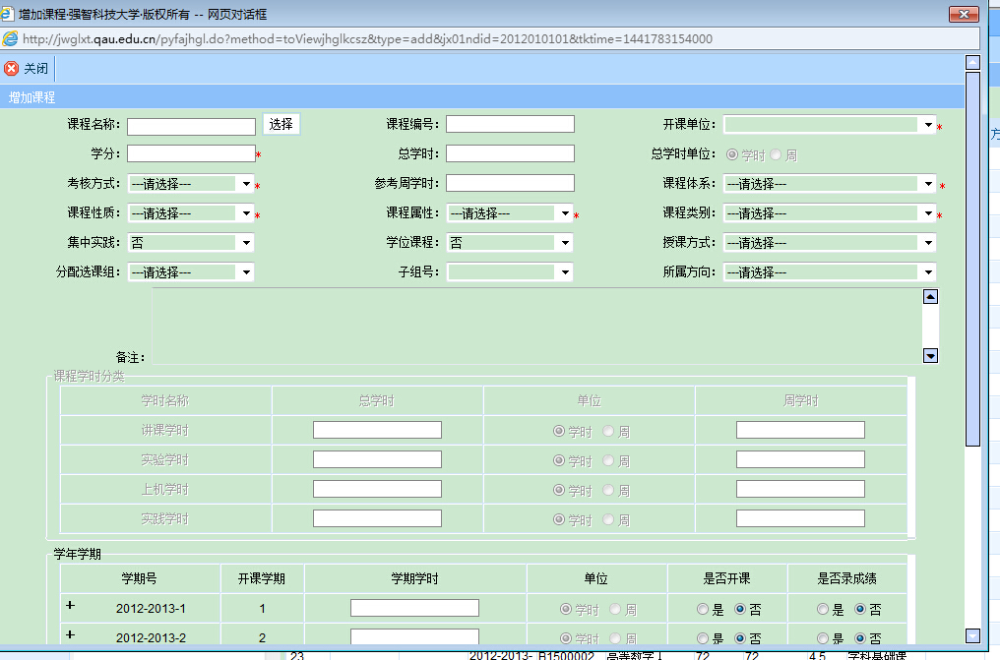 增加课程·强智科技大学·版权所有 -- 网页对话框
http://jwglxt.qau.edu.cn/pyfajhgl.do?method=toViewjhglkcsz&type=add&jx01ndid=2012010101&tktime=1441783154000
关闭
增加课程
课程名称: 选择 课程编号: 开课单位: *
学分: * 总学时: 总学时单位: 学时 周
考核方式: ---请选择--- * 参考周学时: 课程体系: ---请选择--- *
课程性质: ---请选择--- * 课程属性: ---请选择--- * 课程类别: ---请选择--- *
集中实践: 否 学位课程: 否 授课方式: ---请选择---
分配选课组: ---请选择--- 子组号: 所属方向: ---请选择---
备注:
课程学时分类
学时名称 总学时 单位 周学时
讲课学时 学时 周
实验学时 学时 周
上机学时 学时 周
实践学时 学时 周
学年学期
学期号 开课学期 学期学时 单位 是否开课 是否录成绩
+ 2012-2013-1 1 学时 周 是 否 是 否
+ 2012-2013-2 2 学时 周 是 否 是 否
23 2012-2013- B1500002 高等数学Ⅰ 72 72 4.5 学科基础课
方